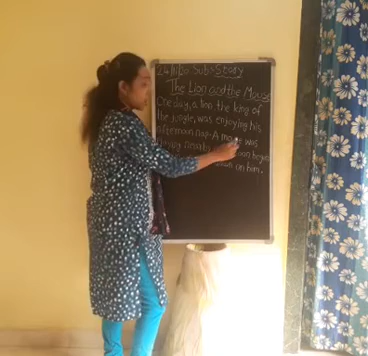 Sub:- Story
The Lion and the Mouse
One day, a lion, the king of
the jungle, was enjoying his
afternoon nap. A mouse was
playing nearby began
on him.